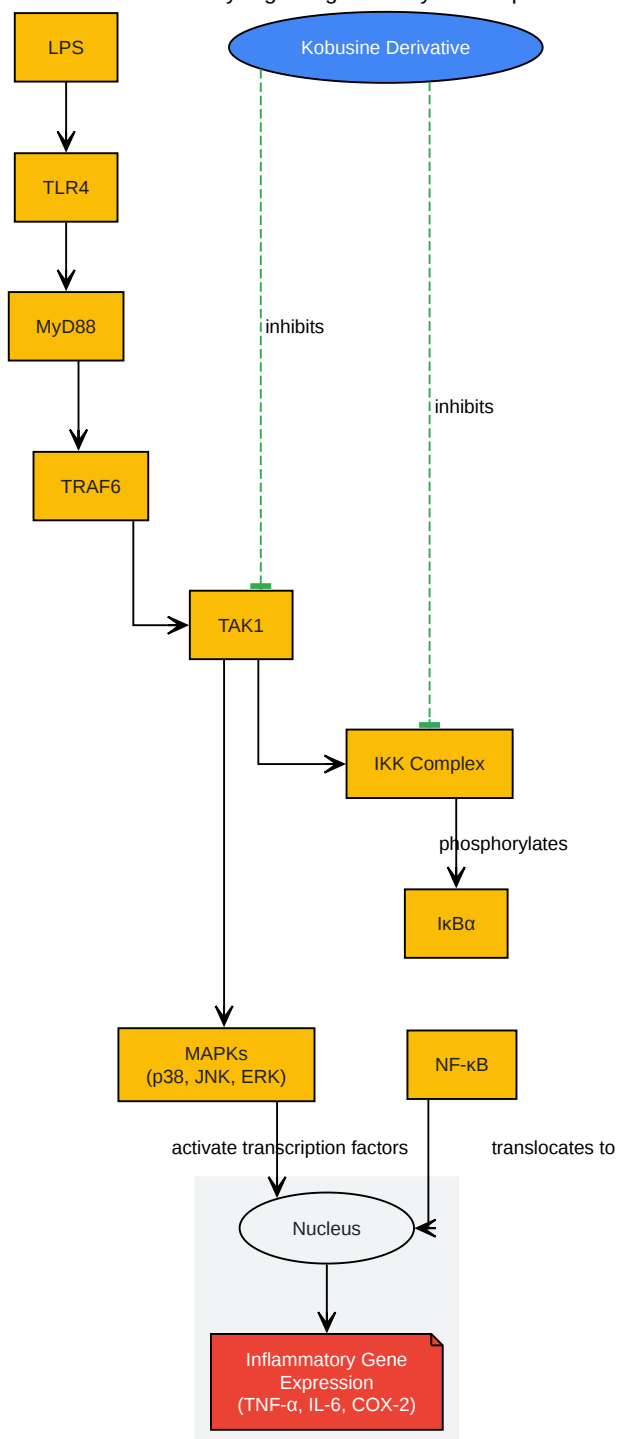 LPS
Kobusine Derivative
TLR4
MyD88
inhibits
inhibits
TRAF6
TAK1
IKK Complex
phosphorylates
IκBα
MAPKs
(p38, JNK, ERK)
NF-κB
activate transcription factors
translocates to
Nucleus
Inflammatory Gene
Expression
(TNF-α, IL-6, COX-2)